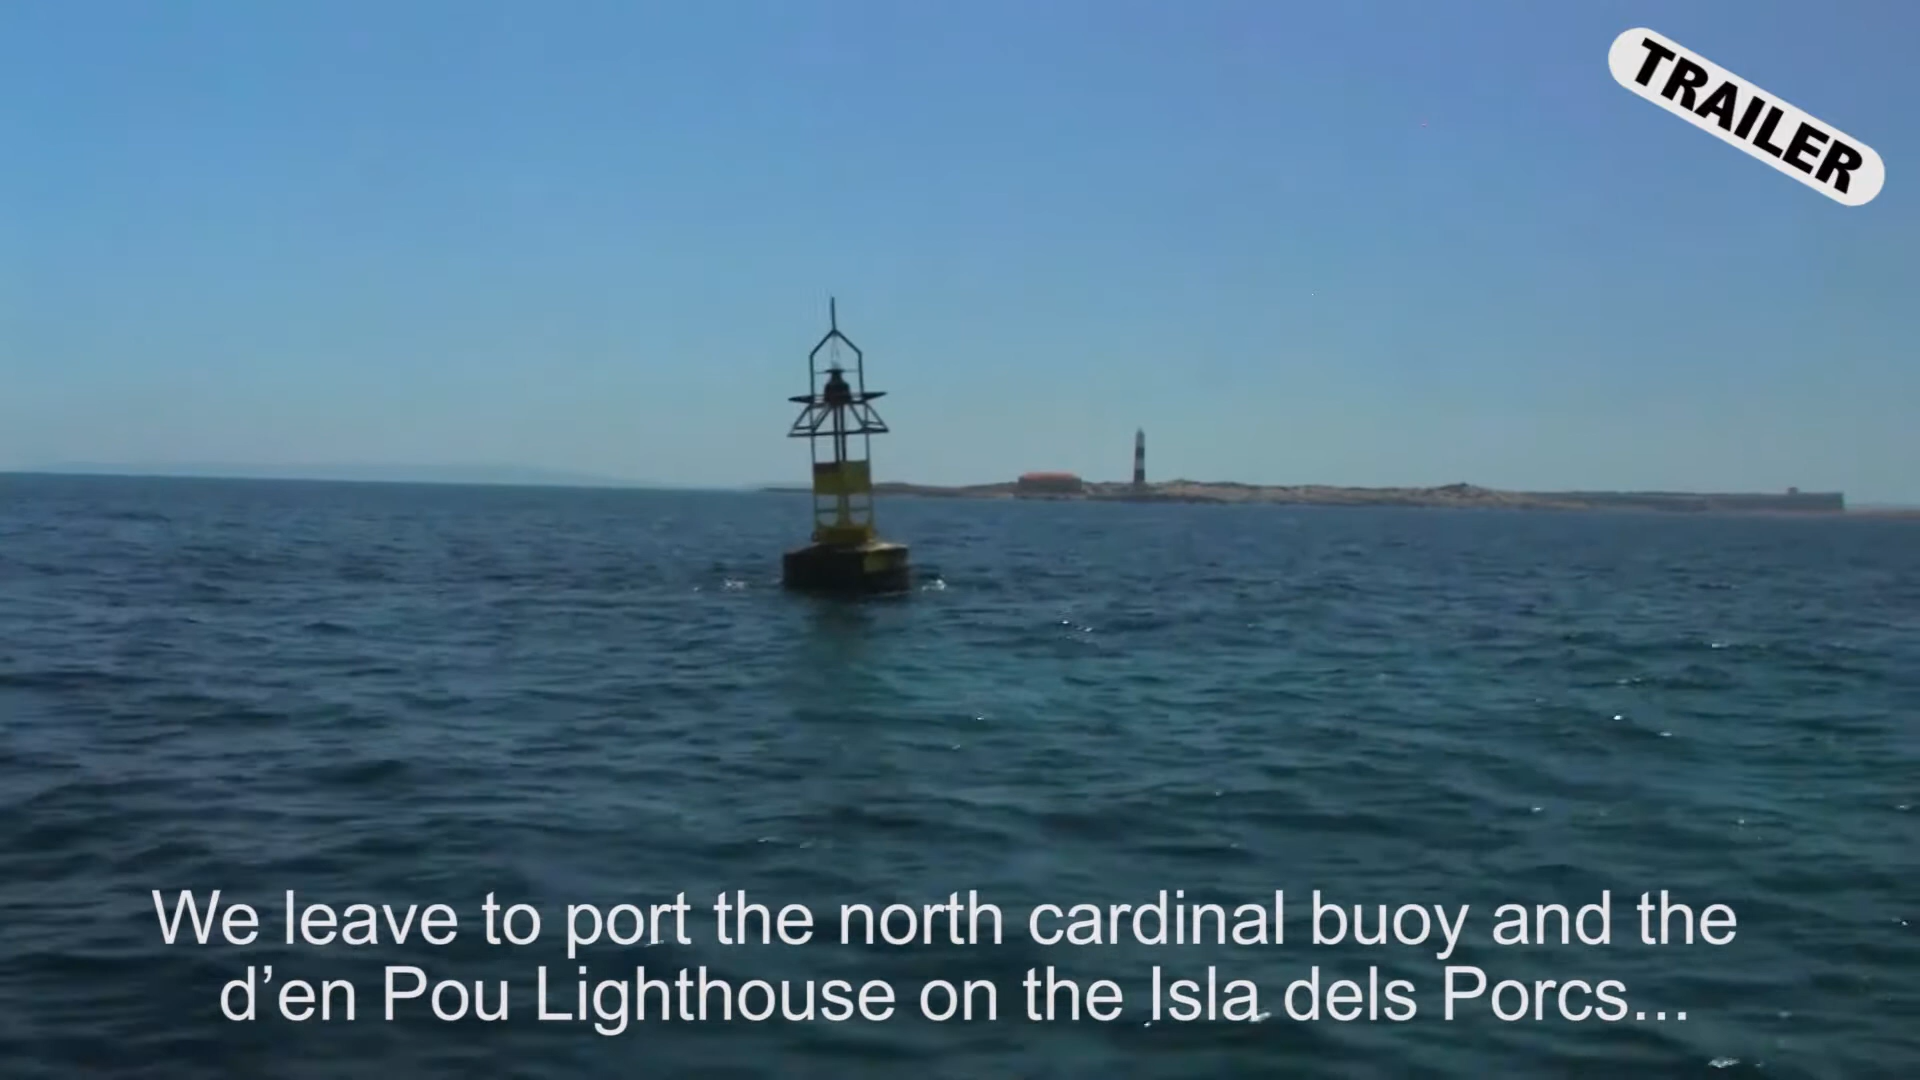 TRAILER
We leave to port the north cardinal buoy and the
d’en Pou Lighthouse on the Isla dels Porcs...